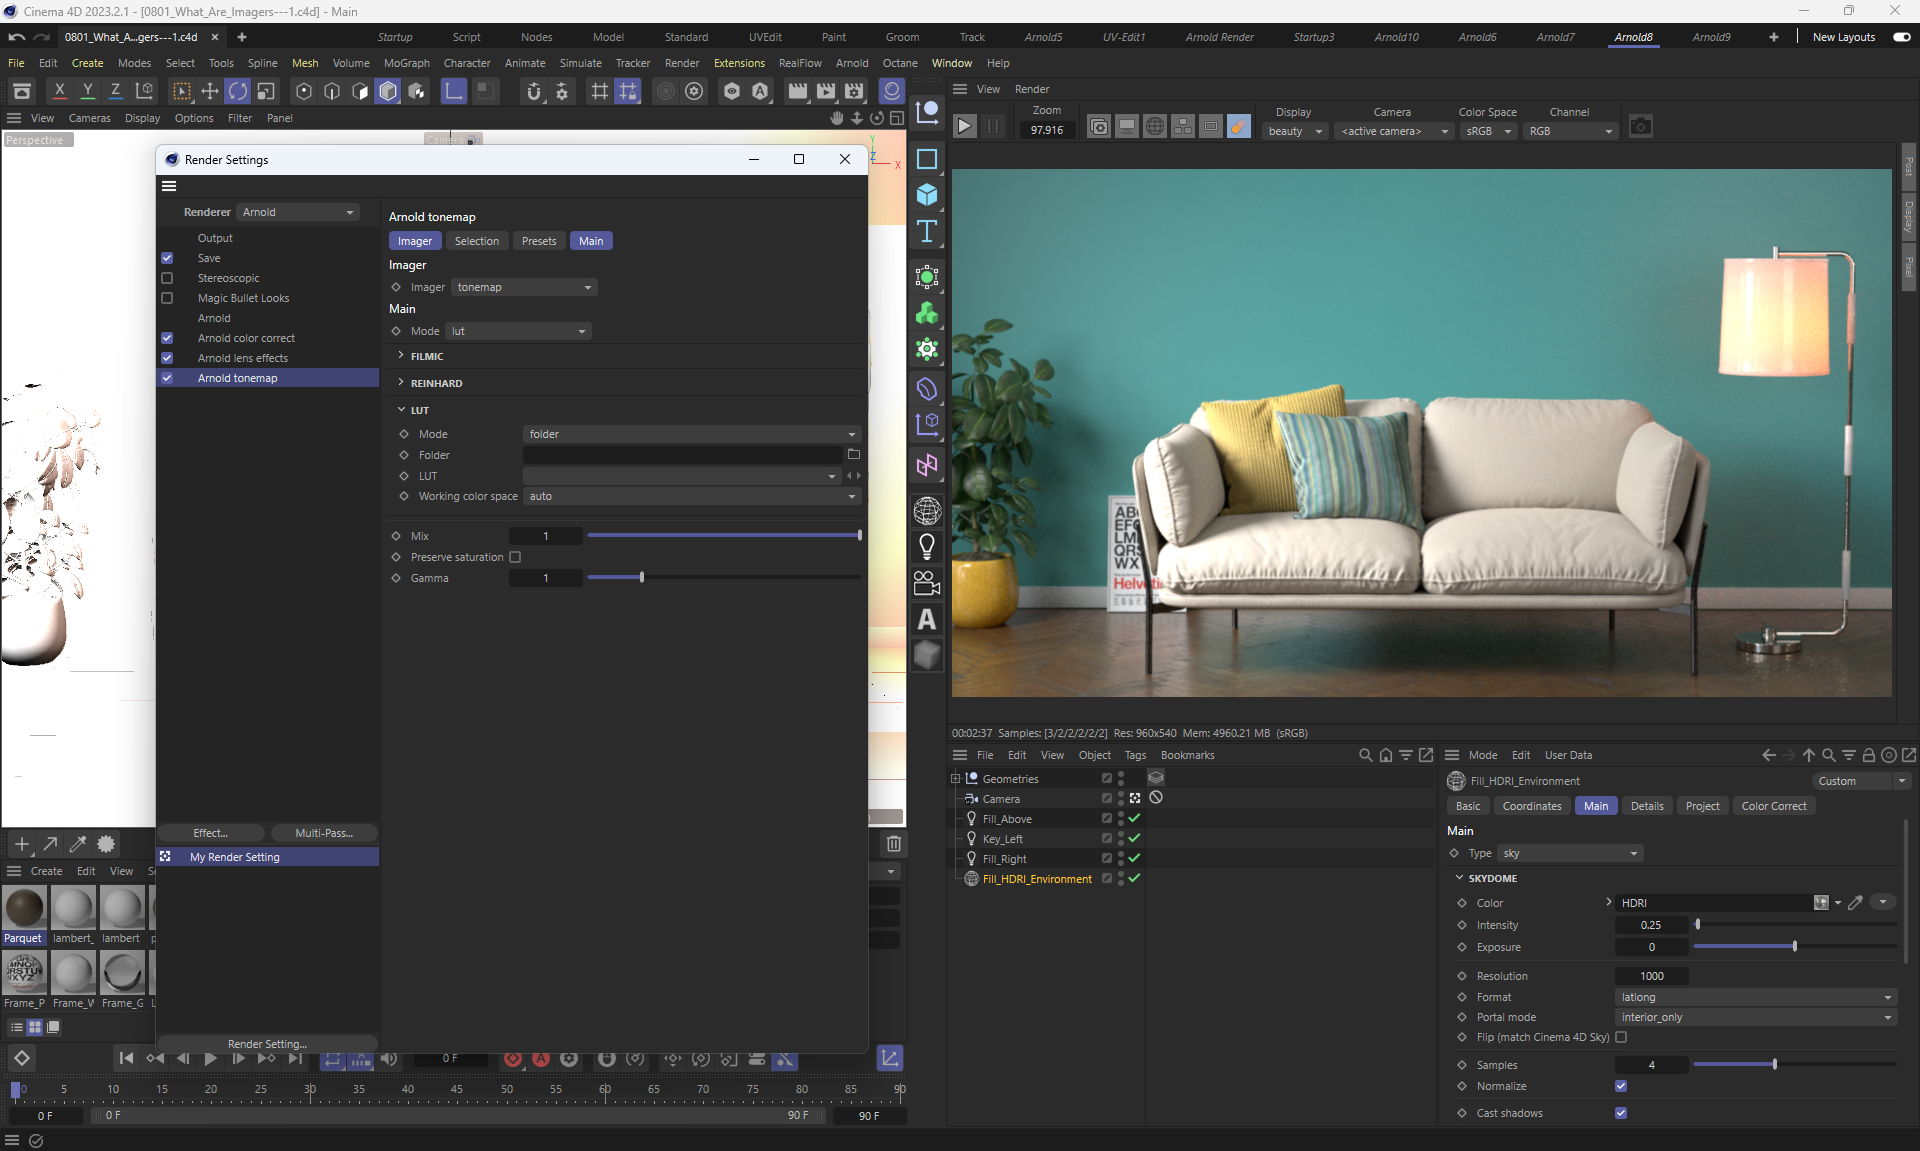 Cinema 4D 2023.2.1 - [0801_What_Are_Imagers---1.c4d] - Main
0801_What_A...gers---1.c4d
Startup Script Nodes Model Standard UVEdit Paint Groom Track Arnold5 UV-Edit1 Arnold Render Startup3 Arnold10 Arnold6 Arnold7 Arnold8 Arnold9 New Layouts
File Edit Create Modes Select Tools Spline Mesh Volume MoGraph Character Animate Simulate Tracker Render Extensions RealFlow Arnold Octane Window Help
View Render
View Cameras Display Options Filter Panel
Zoom
97.916
Display
beauty
Camera
<active camera>
Color Space
sRGB
Channel
RGB
Perspective
Post
Display
Pixel
Render Settings
Renderer Arnold
Output
Save
Stereoscopic
Magic Bullet Looks
Arnold
Arnold color correct
Arnold lens effects
Arnold tonemap
Arnold tonemap
Imager Selection Presets Main
Imager
Imager tonemap
Main
Mode lut
FILMIC
REINHARD
LUT
Mode folder
Folder
LUT
Working color space auto
Mix 1
Preserve saturation
Gamma 1
Effect... Multi-Pass...
My Render Setting
Render Setting...
Create Edit View
Parquet lambert_ lambert
Frame_P Frame_W Frame_G
0 F
0 5 10 15 20 25 30 35 40 45 50 55 60 65 70 75 80 85 90
0 F 0 F 90 F 90 F
00:02:37 Samples: [3/2/2/2/2/2] Res: 960x540 Mem: 4960.21 MB (sRGB)
File Edit View Object Tags Bookmarks
Geometries
Camera
Fill_Above
Key_Left
Fill_Right
Fill_HDRI_Environment
Mode Edit User Data
Fill_HDRI_Environment
Custom
Basic Coordinates Main Details Project Color Correct
Main
Type sky
SKYDOME
Color HDRI
Intensity 0.25
Exposure 0
Resolution 1000
Format latlong
Portal mode interior_only
Flip (match Cinema 4D Sky)
Samples 4
Normalize
Cast shadows